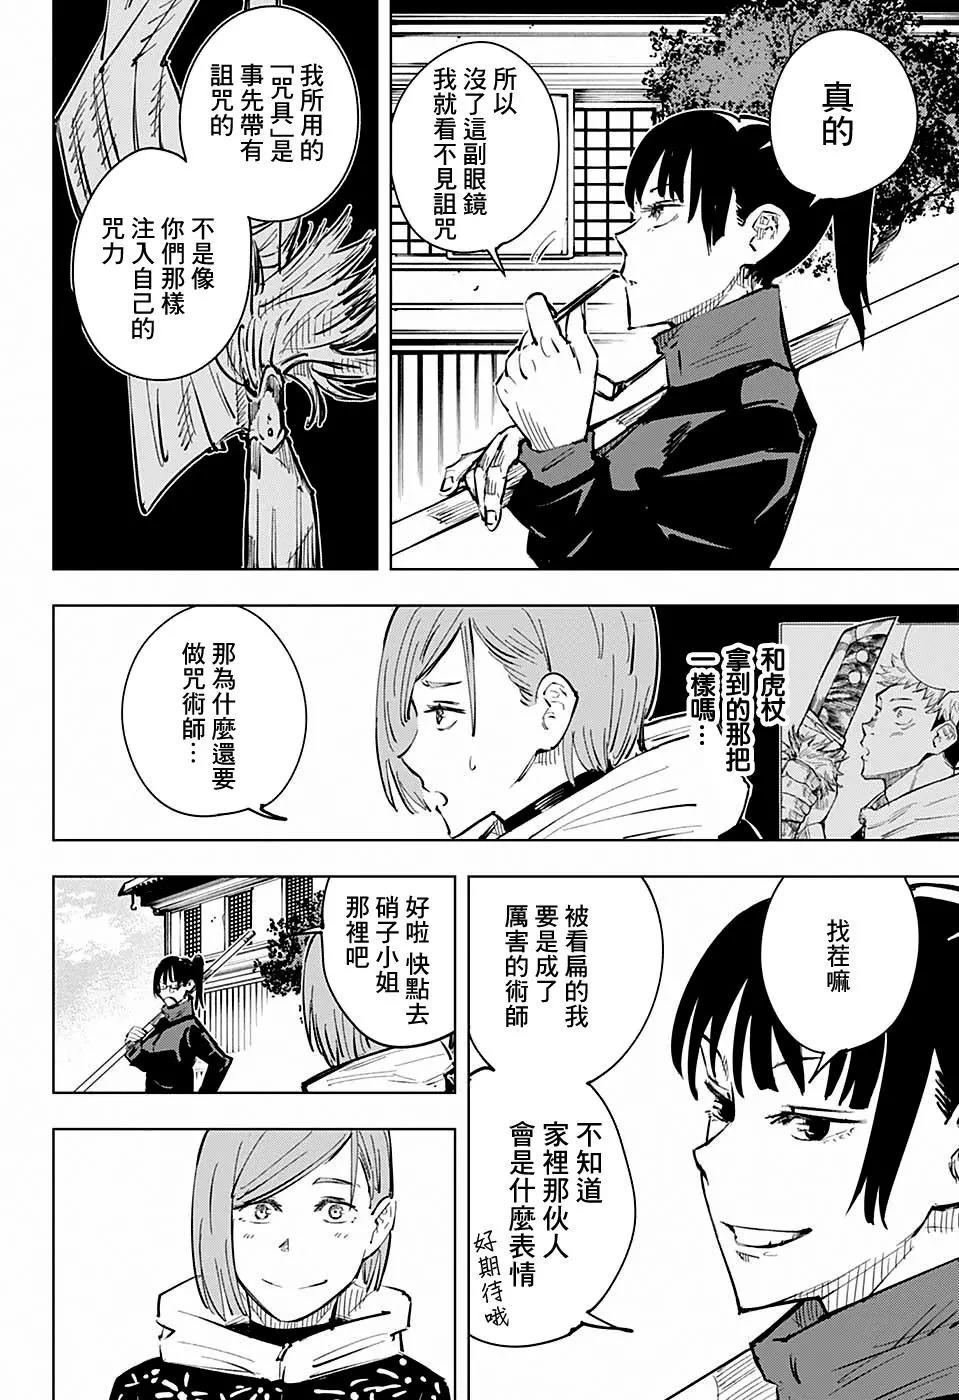 真的
所以
沒了這副眼鏡
我就看不見詛咒
我所用的
「咒具」是
事先帶有
詛咒的
不是像
你們那樣
注入自己的
咒力
和虎杖
拿到的那把
一樣嗎…
那為什麼還要
做咒術師…
找茬嘛
被看扁的我
要是成了
厲害的術師
不知道
家裡那伙人
會是什麼表情
好期待哦
好啦 快點去
硝子小姐
那裡吧